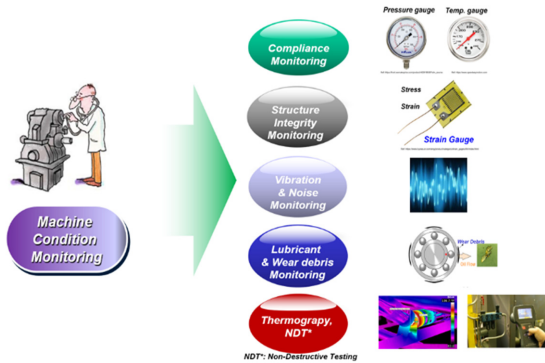 Pressure gauge
Temp. gauge
Compliance
Monitoring
Stress
Strain
Structure
Integrity
Monitoring
Strain Gauge
Vibration
& Noise
Monitoring
Machine
Condition
Monitoring
Lubricant
& Wear debris
Monitoring
Wear Debris
Thermograpy,
NDT*
NDT*: Non-Destructive Testing